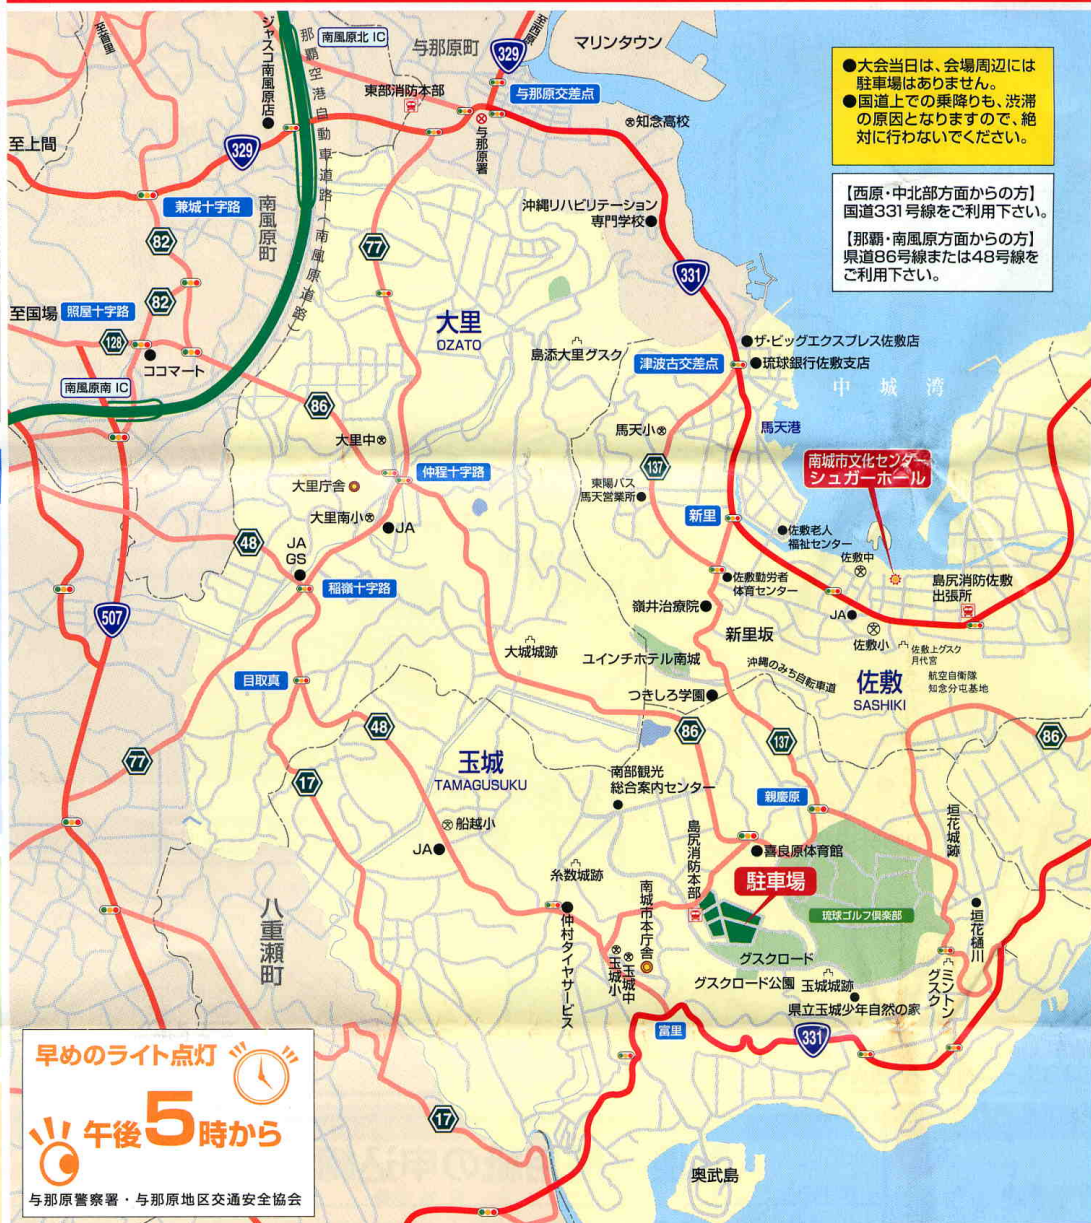 至首里
ジャスコ南風原店
那覇空港自動車道路(南風原道路)
南風原北IC
与那原町
329
至西原
マリンタウン
東部消防本部
与那原交差点
与那原署
知念高校
●大会当日は、会場周辺には
駐車場はありません。
●国道上での乗降りも、渋滞
の原因となりますので、絶
対に行わないでください。
至上間
329
兼城十字路
南風原町
82
77
沖縄リハビリテーション
専門学校
【西原・中北部方面からの方】
国道331号線をご利用下さい。
【那覇・南風原方面からの方】
県道86号線または48号線を
ご利用下さい。
331
至国場
照屋十字路
82
128
ココマート
南風原南IC
大里
OZATO
島添大里グスク
ザ・ビッグエクスプレス佐敷店
津波古交差点
琉球銀行佐敷支店
中城湾
86
大里中
馬天小
馬天港
137
仲程十字路
大里庁舎
東陽バス
馬天営業所
南城市文化センター
シュガーホール
大里南小
JA
新里
佐敷老人
福祉センター
48
JA
GS
佐敷中
稲嶺十字路
佐敷勤労者
体育センター
島尻消防佐敷
出張所
507
嶺井治療院
JA
新里坂
佐敷小
大城城跡
ユインチホテル南城
沖縄のみち自転車道
佐敷上グスク
月代宮
航空自衛隊
知念分屯基地
目取真
つきしろ学園
佐敷
SASHIKI
48
86
137
86
77
玉城
TAMAGUSUKU
17
南部観光
総合案内センター
親慶原
垣花城跡
船越小
JA
島尻消防本部
喜良原体育館
糸数城跡
駐車場
南城市本庁舎
琉球ゴルフ倶楽部
八重瀬町
仲村タイヤサービス
垣花樋川
玉城小
玉城中
グスクロード
グスクロード公園
玉城城跡
ミントン
グスク
県立玉城少年自然の家
富里
331
早めのライト点灯
午後5時から
与那原警察署・与那原地区交通安全協会
17
奥武島